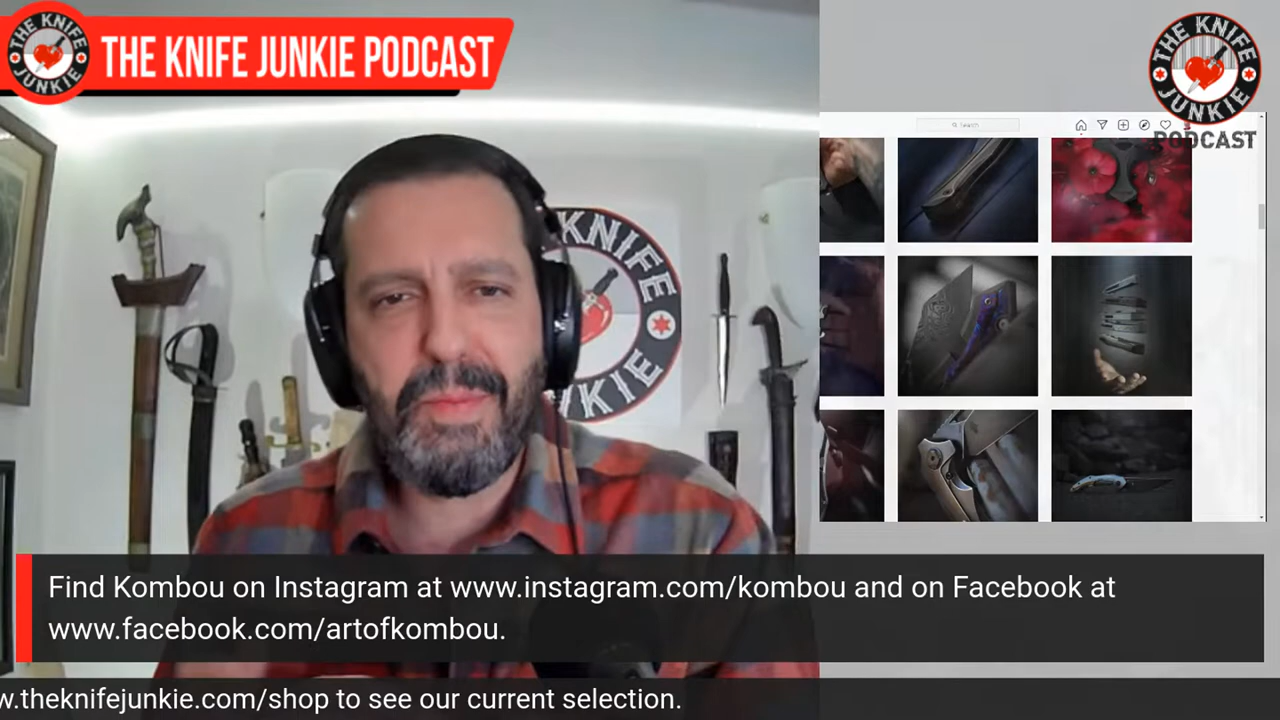 THE KNIFE JUNKIE
THE KNIFE JUNKIE PODCAST
THE KNIFE JUNKIE
PODCAST
Search
KNIFE
JUNKIE
Find Kombou on Instagram at www.instagram.com/kombou and on Facebook at
www.facebook.com/artofkombou.
w.theknifejunkie.com/shop to see our current selection.